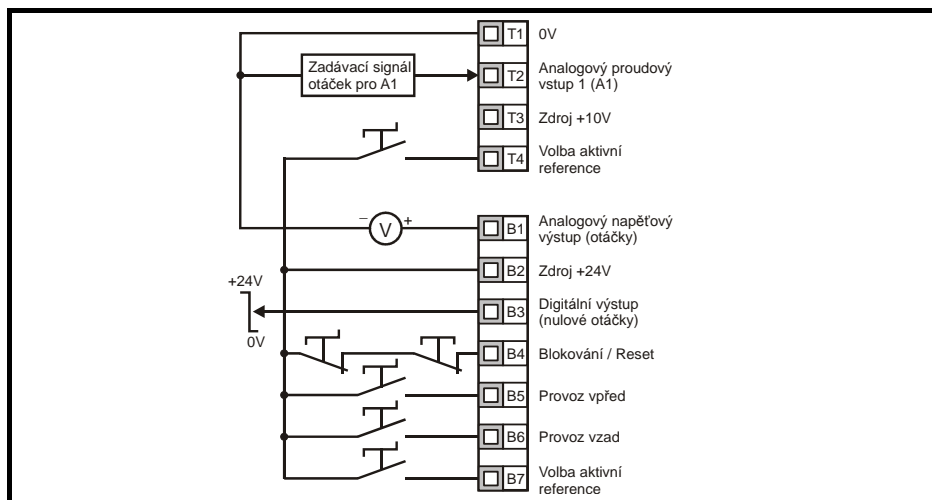 T1 0V
Zadávací signál
otáček pro A1
T2 Analogový proudový
vstup 1 (A1)
T3 Zdroj +10V
T4 Volba aktivní
reference
− V +
B1 Analogový napěťový
výstup (otáčky)
B2 Zdroj +24V
+24V
0V
B3 Digitální výstup
(nulové otáčky)
B4 Blokování / Reset
B5 Provoz vpřed
B6 Provoz vzad
B7 Volba aktivní
reference